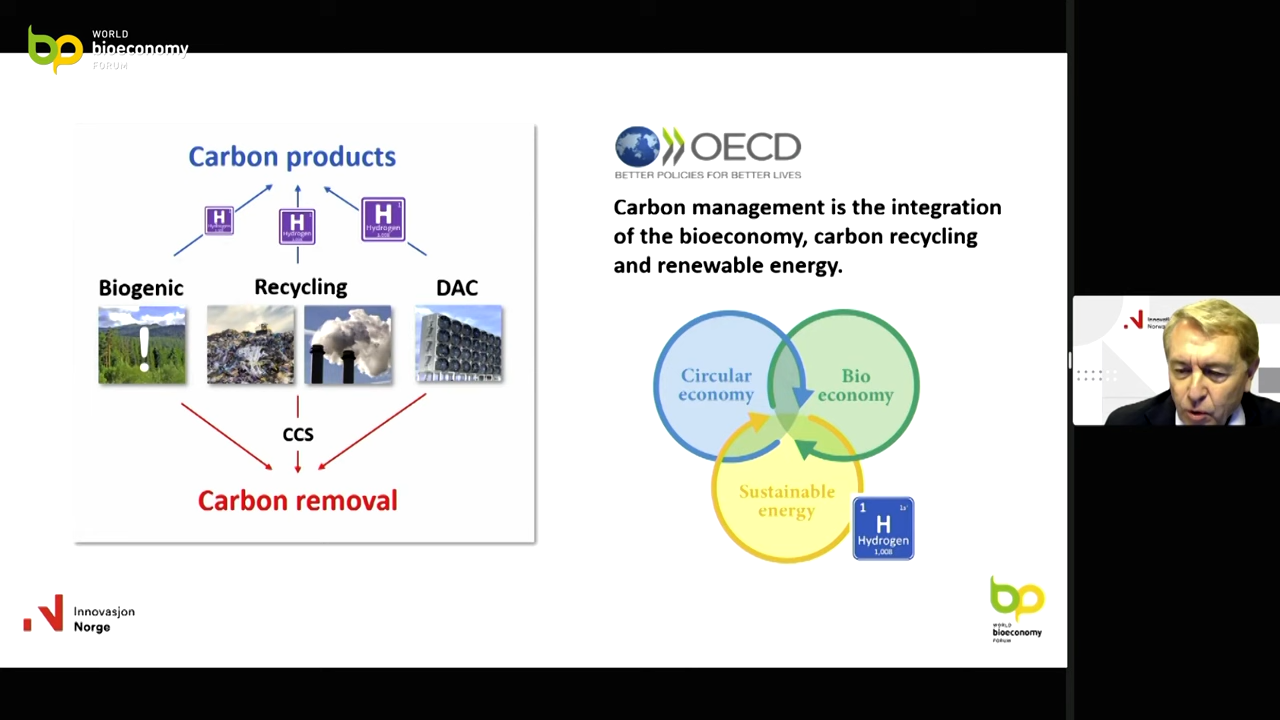 WORLD
bioeconomy
FORUM
Carbon products
H
Hydrogen
H
Hydrogen
H
Hydrogen
Biogenic
Recycling
DAC
!
CCS
Carbon removal
OECD
BETTER POLICIES FOR BETTER LIVES
Carbon management is the integration
of the bioeconomy, carbon recycling
and renewable energy.
Circular
economy
Bio
economy
Sustainable
energy
1
H
Hydrogen
1,008
Innovasjon
Norge
bp
WORLD
bioeconomy
FORUM